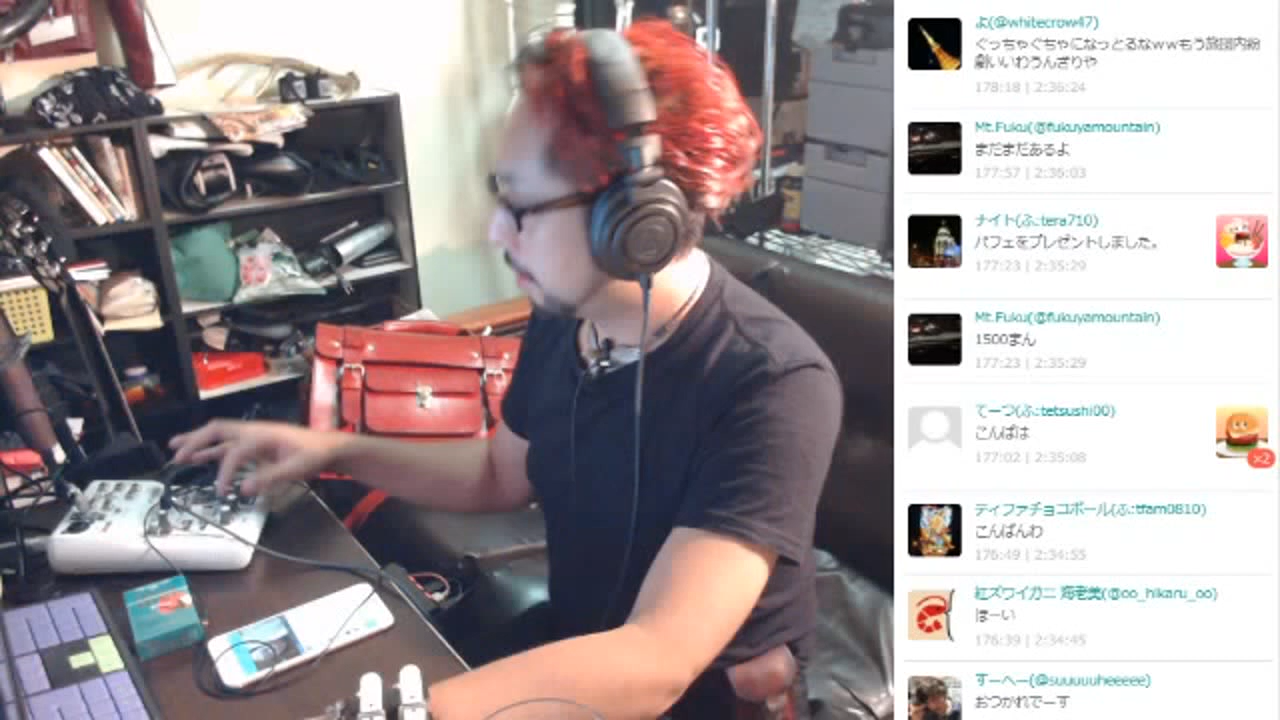 よ(@whitecrow47)
ぐっちゃぐちゃになっとるなwwもう旅団内紛
劇いいわうんざりや
178:18 | 2:36:24
Mt.Fuku(@fukuyamountain)
まだまだあるよ
177:57 | 2:36:03
ナイト(ふ:tera710)
パフェをプレゼントしました。
177:23 | 2:35:29
Mt.Fuku(@fukuyamountain)
1500まん
177:23 | 2:35:29
てーつ(ふ:tetsushi00)
こんばは
x2
177:02 | 2:35:08
ティファチョコボール(ふ:tfam0810)
こんばんわ
176:49 | 2:34:55
紅ズワイガニ 海老美(@oo_hikaru_oo)
ほーい
176:39 | 2:34:45
すーへー(@suuuuuheeeee)
おつかれでーす